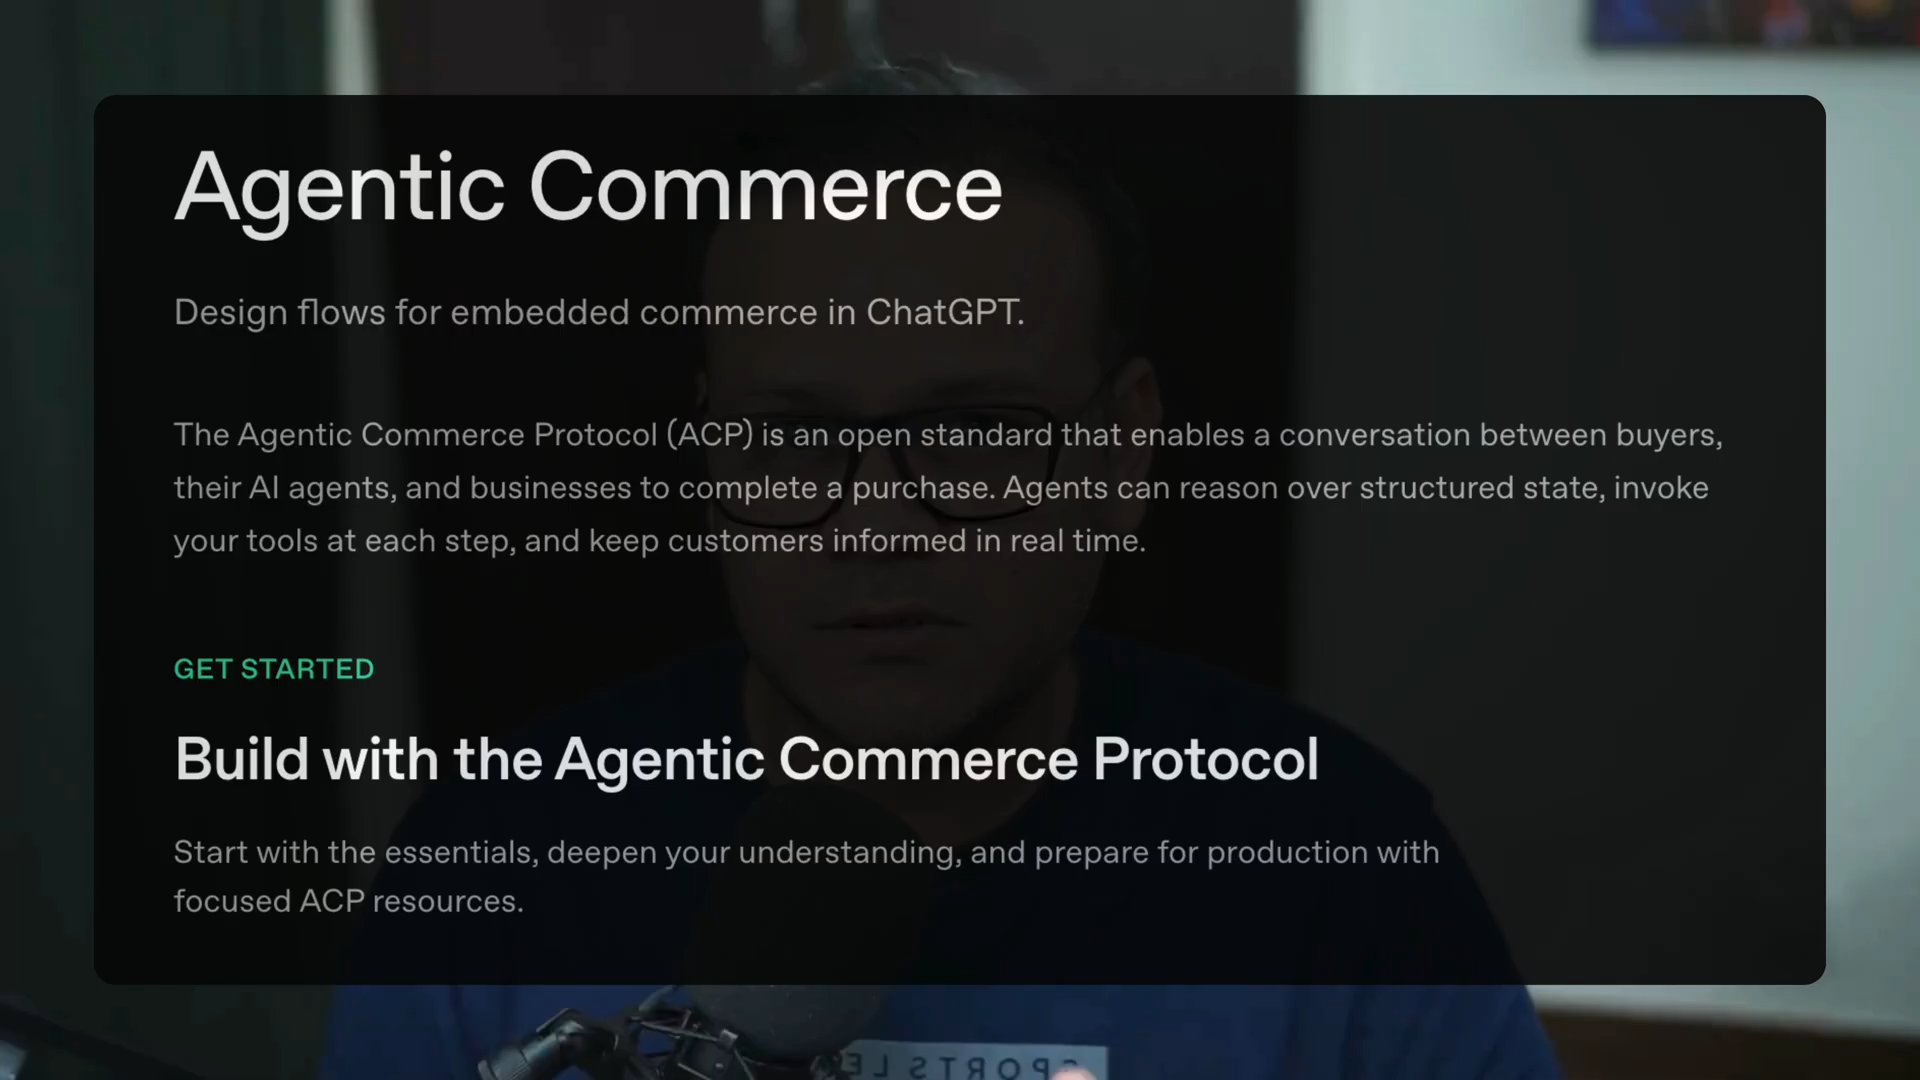 Agentic Commerce
Design flows for embedded commerce in ChatGPT.
The Agentic Commerce Protocol (ACP) is an open standard that enables a conversation between buyers,
their AI agents, and businesses to complete a purchase. Agents can reason over structured state, invoke
your tools at each step, and keep customers informed in real time.
GET STARTED
Build with the Agentic Commerce Protocol
Start with the essentials, deepen your understanding, and prepare for production with
focused ACP resources.